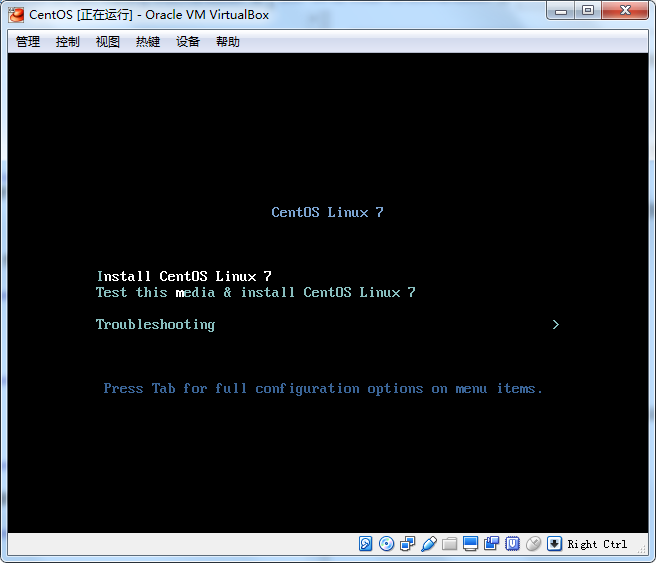 CentOS [正在运行] - Oracle VM VirtualBox
管理 控制 视图 热键 设备 帮助
CentOS Linux 7
Install CentOS Linux 7
Test this media & install CentOS Linux 7
Troubleshooting >
Press Tab for full configuration options on menu items.
Right Ctrl